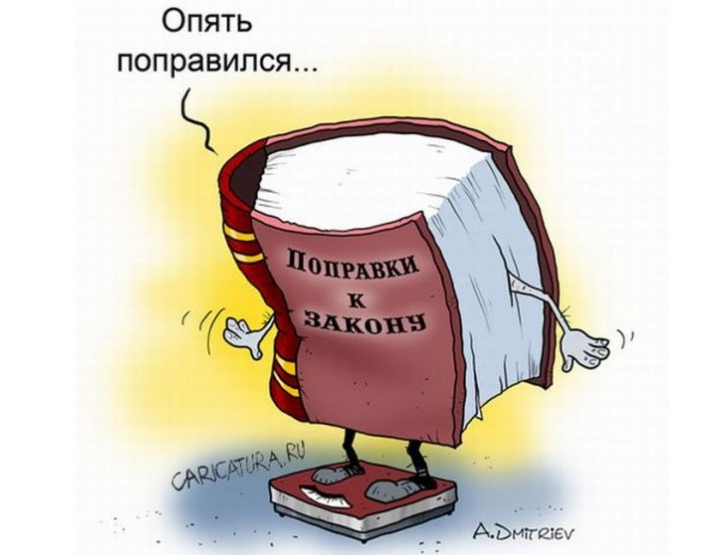 Опять
поправился...
Поправки
к
закону
CARICATURA.RU
A.DMITRIEV